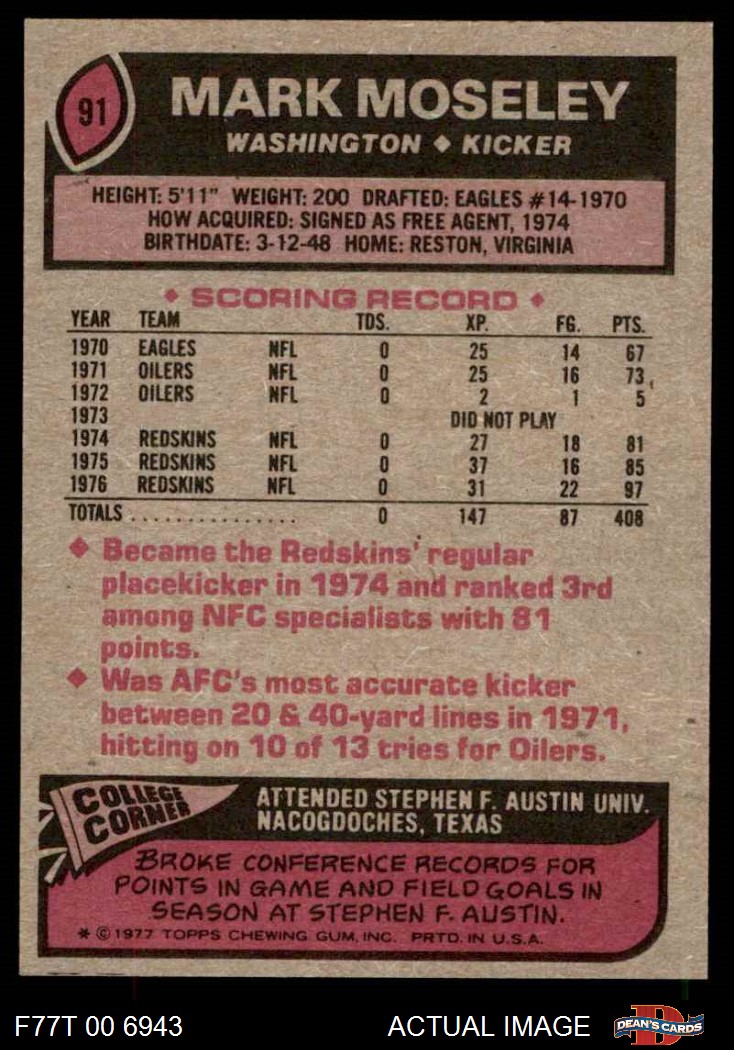 91
MARK MOSELEY
WASHINGTON ◆ KICKER
HEIGHT: 5'11" WEIGHT: 200 DRAFTED: EAGLES #14-1970
HOW ACQUIRED: SIGNED AS FREE AGENT, 1974
BIRTHDATE: 3-12-48 HOME: RESTON, VIRGINIA
◆ SCORING RECORD ◆
YEAR TEAM TDS. XP. FG. PTS.
1970 EAGLES NFL 0 25 14 67
1971 OILERS NFL 0 25 16 73
1972 OILERS NFL 0 2 1 5
1973 DID NOT PLAY
1974 REDSKINS NFL 0 27 18 81
1975 REDSKINS NFL 0 37 16 85
1976 REDSKINS NFL 0 31 22 97
TOTALS ................ 0 147 87 408
◆ Became the Redskins' regular
placekicker in 1974 and ranked 3rd
among NFC specialists with 81
points.
◆ Was AFC's most accurate kicker
between 20 & 40-yard lines in 1971,
hitting on 10 of 13 tries for Oilers.
COLLEGE
CORNER
ATTENDED STEPHEN F. AUSTIN UNIV.
NACOGDOCHES, TEXAS
BROKE CONFERENCE RECORDS FOR
POINTS IN GAME AND FIELD GOALS IN
SEASON AT STEPHEN F. AUSTIN.
* © 1977 TOPPS CHEWING GUM, INC. PRTD. IN U.S.A.
F77T 00 6943 ACTUAL IMAGE
D
DEAN'S CARDS